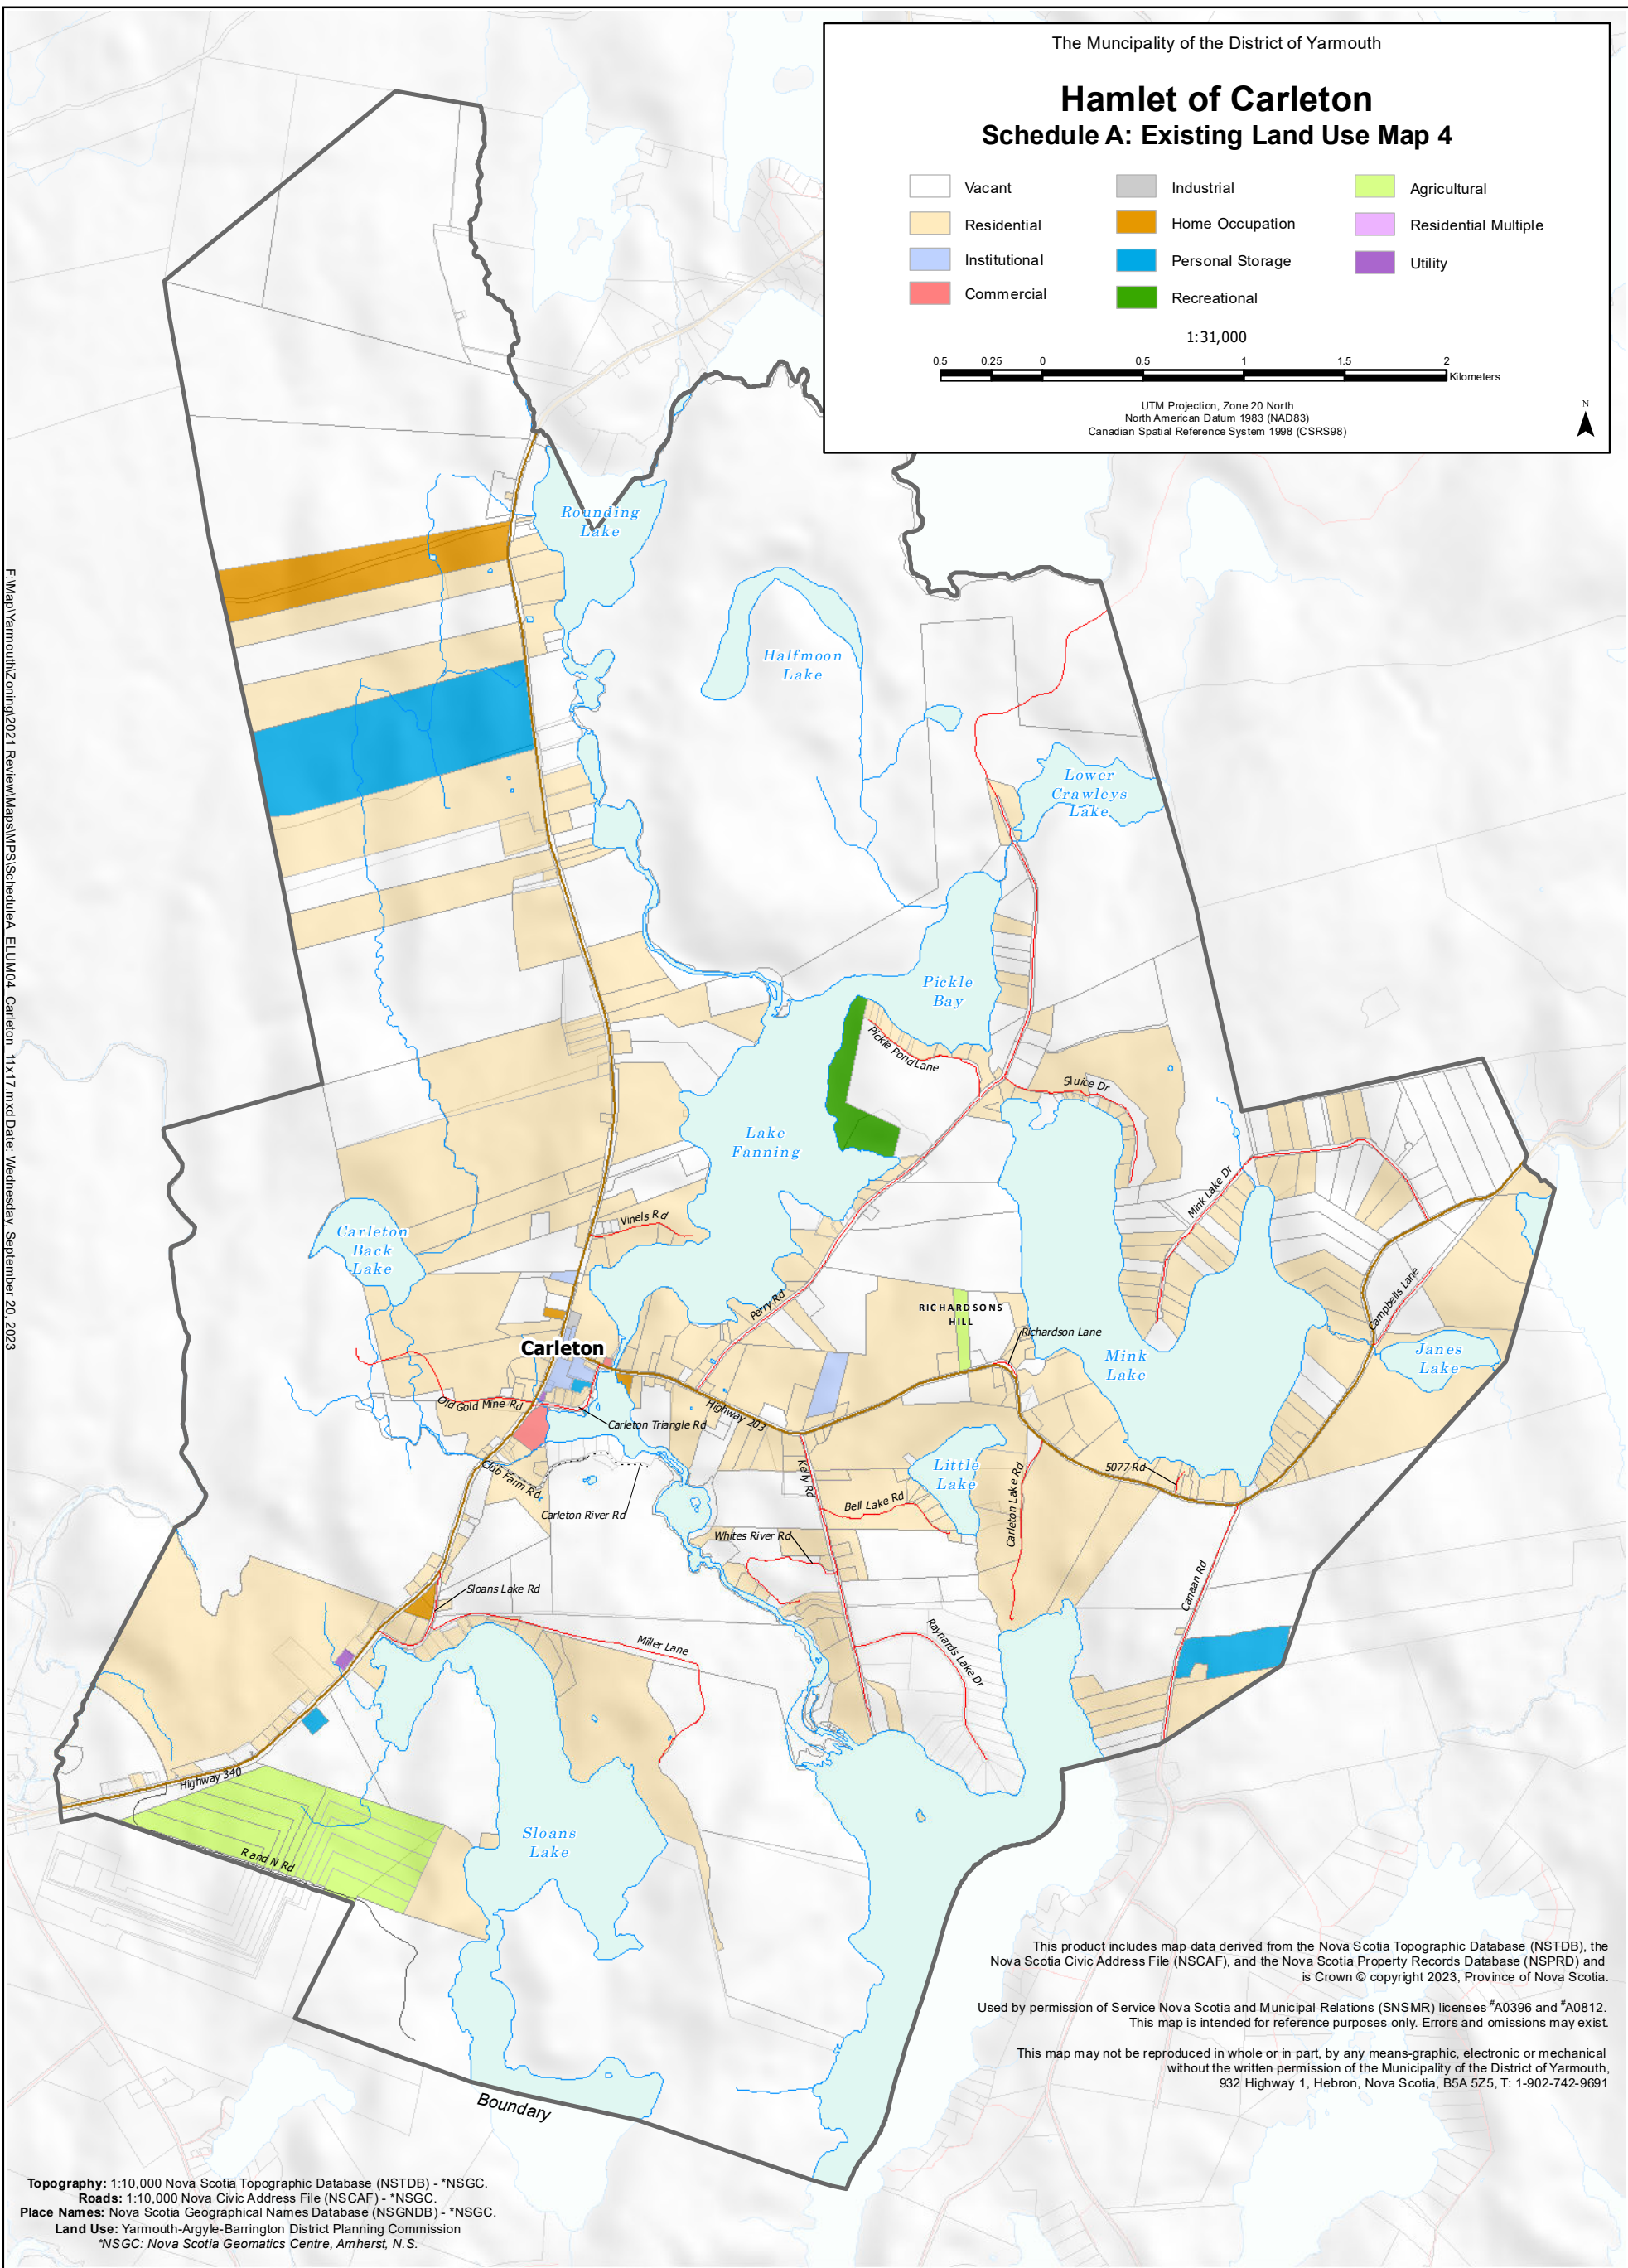 The Muncipality of the District of Yarmouth
Hamlet of Carleton
Schedule A: Existing Land Use Map 4
Vacant
Residential
Institutional
Commercial
Industrial
Home Occupation
Personal Storage
Recreational
Agricultural
Residential Multiple
Utility
1:31,000
0.5 0.25 0 0.5 1 1.5 2
Kilometers
UTM Projection, Zone 20 North
North American Datum 1983 (NAD83)
Canadian Spatial Reference System 1998 (CSRS98)
N
Rounding
Lake
Halfmoon
Lake
Lower
Crawleys
Lake
Pickle
Bay
Pickle Pond Lane
Sluice Dr
Lake
Fanning
Mink Lake Dr
Vinels Rd
Carleton
Back
Lake
Perry Rd
RICHARDSONS
HILL
Richardson Lane
Campbells Lane
Carleton
Mink
Lake
Janes
Lake
Old Gold Mine Rd
Carleton Triangle Rd
Highway 203
Club Farm Rd
Kelly Rd
Little
Lake
5077 Rd
Carleton River Rd
Bell Lake Rd
Carleton Lake Rd
Whites River Rd
Canaan Rd
Sloans Lake Rd
Miller Lane
Raynards Lake Dr
Highway 340
R and N Rd
Sloans
Lake
Boundary
F:\Map\Yarmouth\Zoning\2021 Review\Maps\MPS\ScheduleA_ELUM04_Carleton_11x17.mxd Date: Wednesday, September 20, 2023
This product includes map data derived from the Nova Scotia Topographic Database (NSTDB), the
Nova Scotia Civic Address File (NSCAF), and the Nova Scotia Property Records Database (NSPRD) and
is Crown © copyright 2023, Province of Nova Scotia.
Used by permission of Service Nova Scotia and Municipal Relations (SNSMR) licenses #A0396 and #A0812.
This map is intended for reference purposes only. Errors and omissions may exist.
This map may not be reproduced in whole or in part, by any means-graphic, electronic or mechanical
without the written permission of the Municipality of the District of Yarmouth,
932 Highway 1, Hebron, Nova Scotia, B5A 5Z5, T: 1-902-742-9691
Topography: 1:10,000 Nova Scotia Topographic Database (NSTDB) - *NSGC.
Roads: 1:10,000 Nova Civic Address File (NSCAF) - *NSGC.
Place Names: Nova Scotia Geographical Names Database (NSGNDB) - *NSGC.
Land Use: Yarmouth-Argyle-Barrington District Planning Commission
*NSGC: Nova Scotia Geomatics Centre, Amherst, N.S.